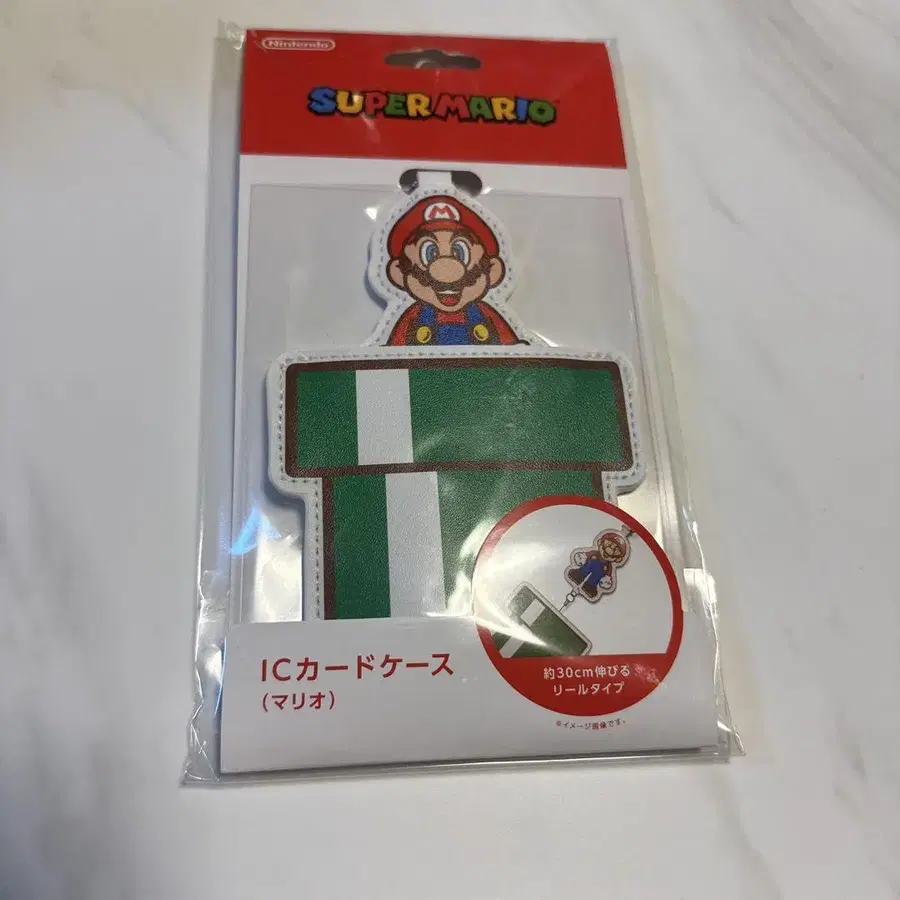 Nintendo
SUPER MARIO
M
ICカードケース
(マリオ)
約30cm伸びる
リールタイプ
※イメージ画像です。